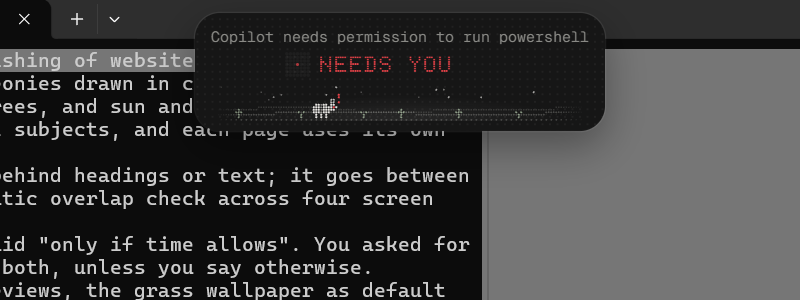 Copilot needs permission to run powershell
NEEDS YOU
shing of website
onies drawn in c
rees, and sun and
subjects, and each page uses its own
behind headings or text; it goes between
tic overlap check across four screen
id "only if time allows". You asked for
both, unless you say otherwise.
views, the grass wallpaper as default